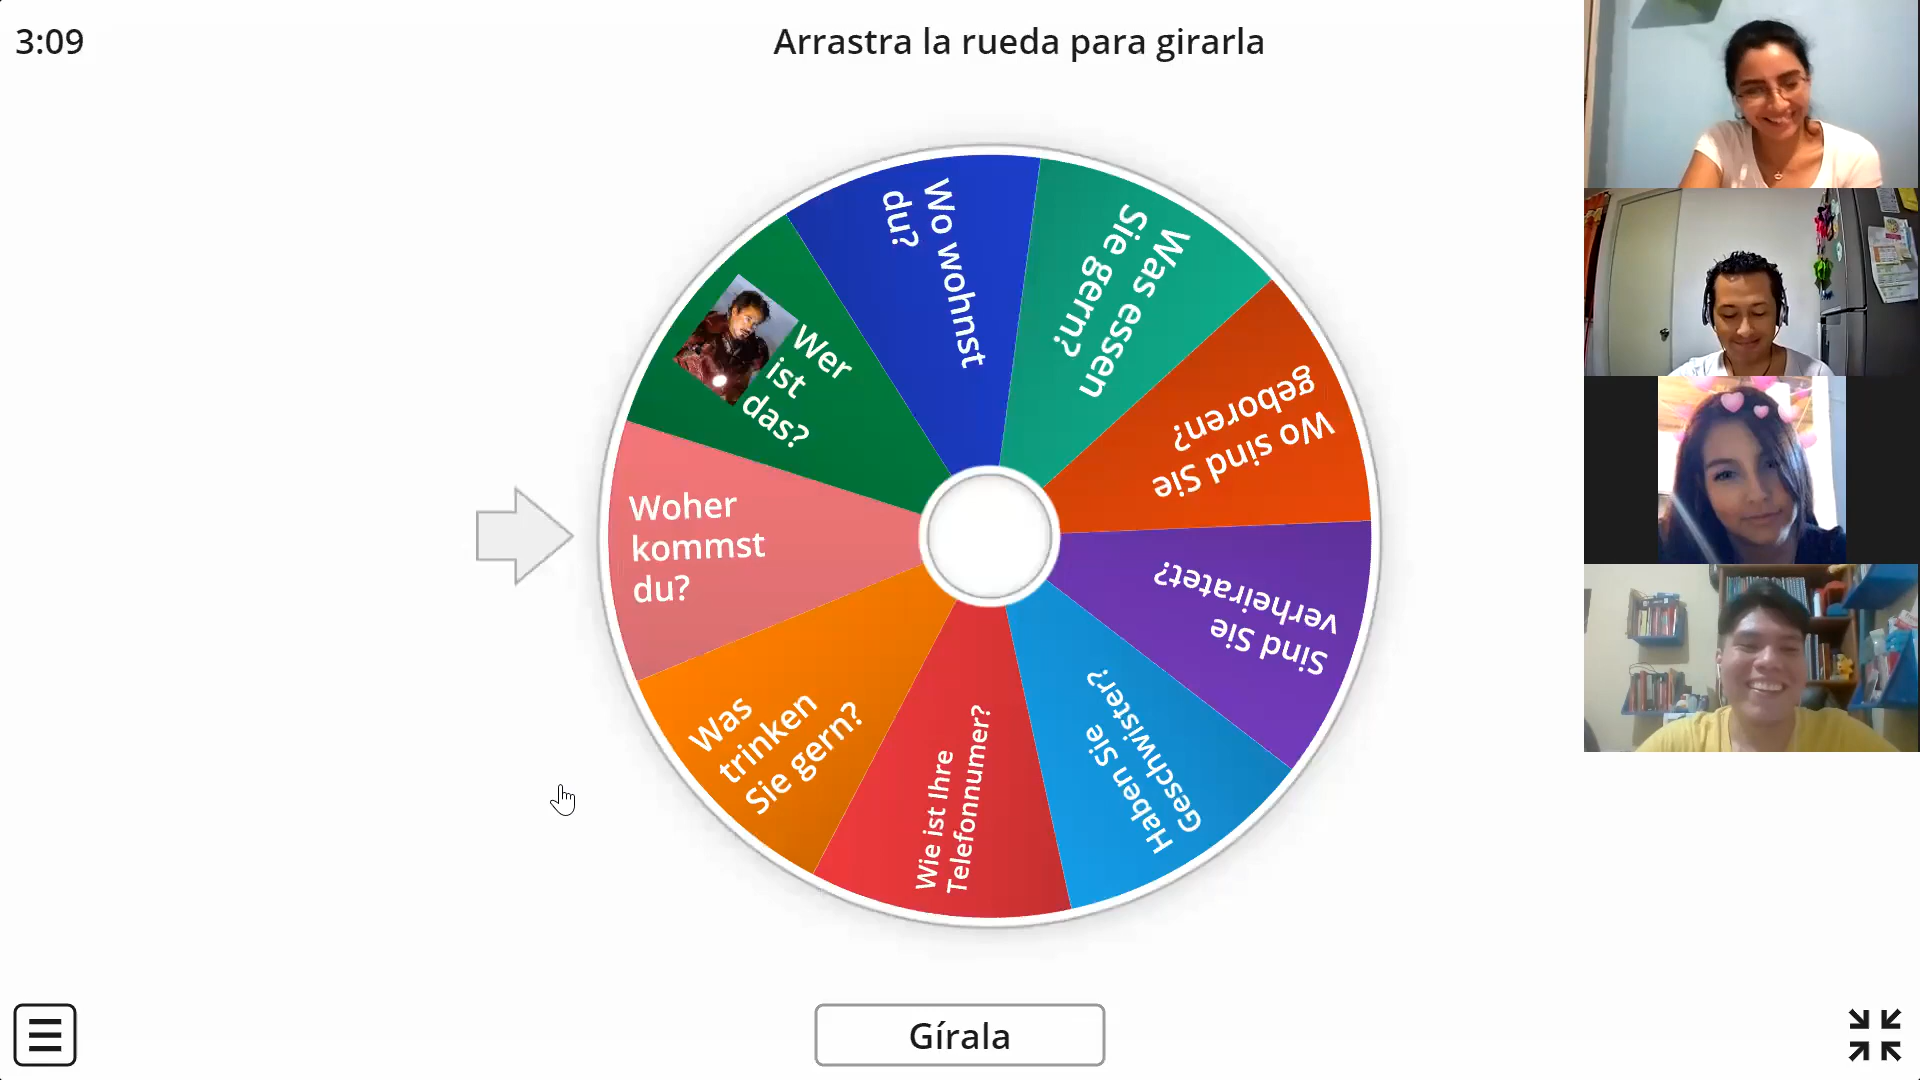 3:09
Arrastra la rueda para girarla
Wo wohnst
du?
Was essen
Sie gern?
Wo sind Sie
geboren?
Sind Sie
verheiratet?
Haben Sie
Geschwister?
Wie ist Ihre
Telefonnumer?
Was
trinken
Sie gern?
Woher
kommst
du?
Wer
ist
das?
Gírala